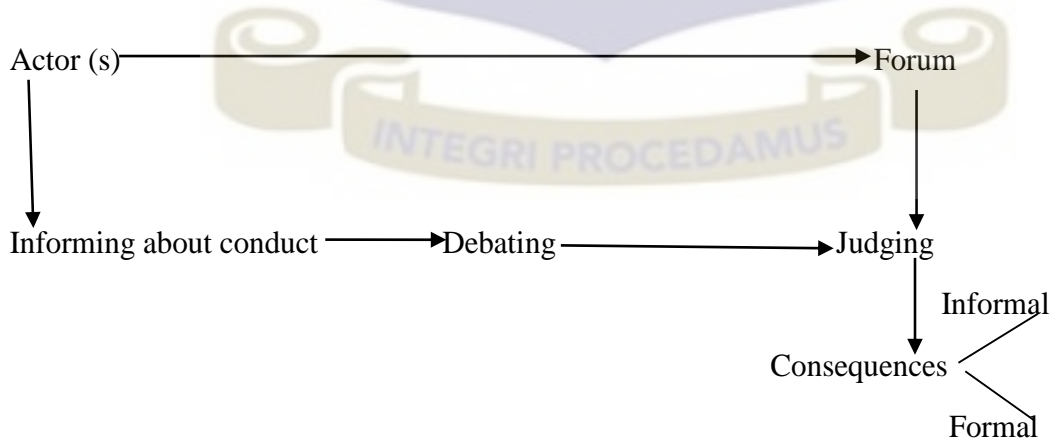 Actor (s) Forum
INTEGRI PROCEDAMUS
Informing about conduct Debating Judging
Informal
Consequences
Formal